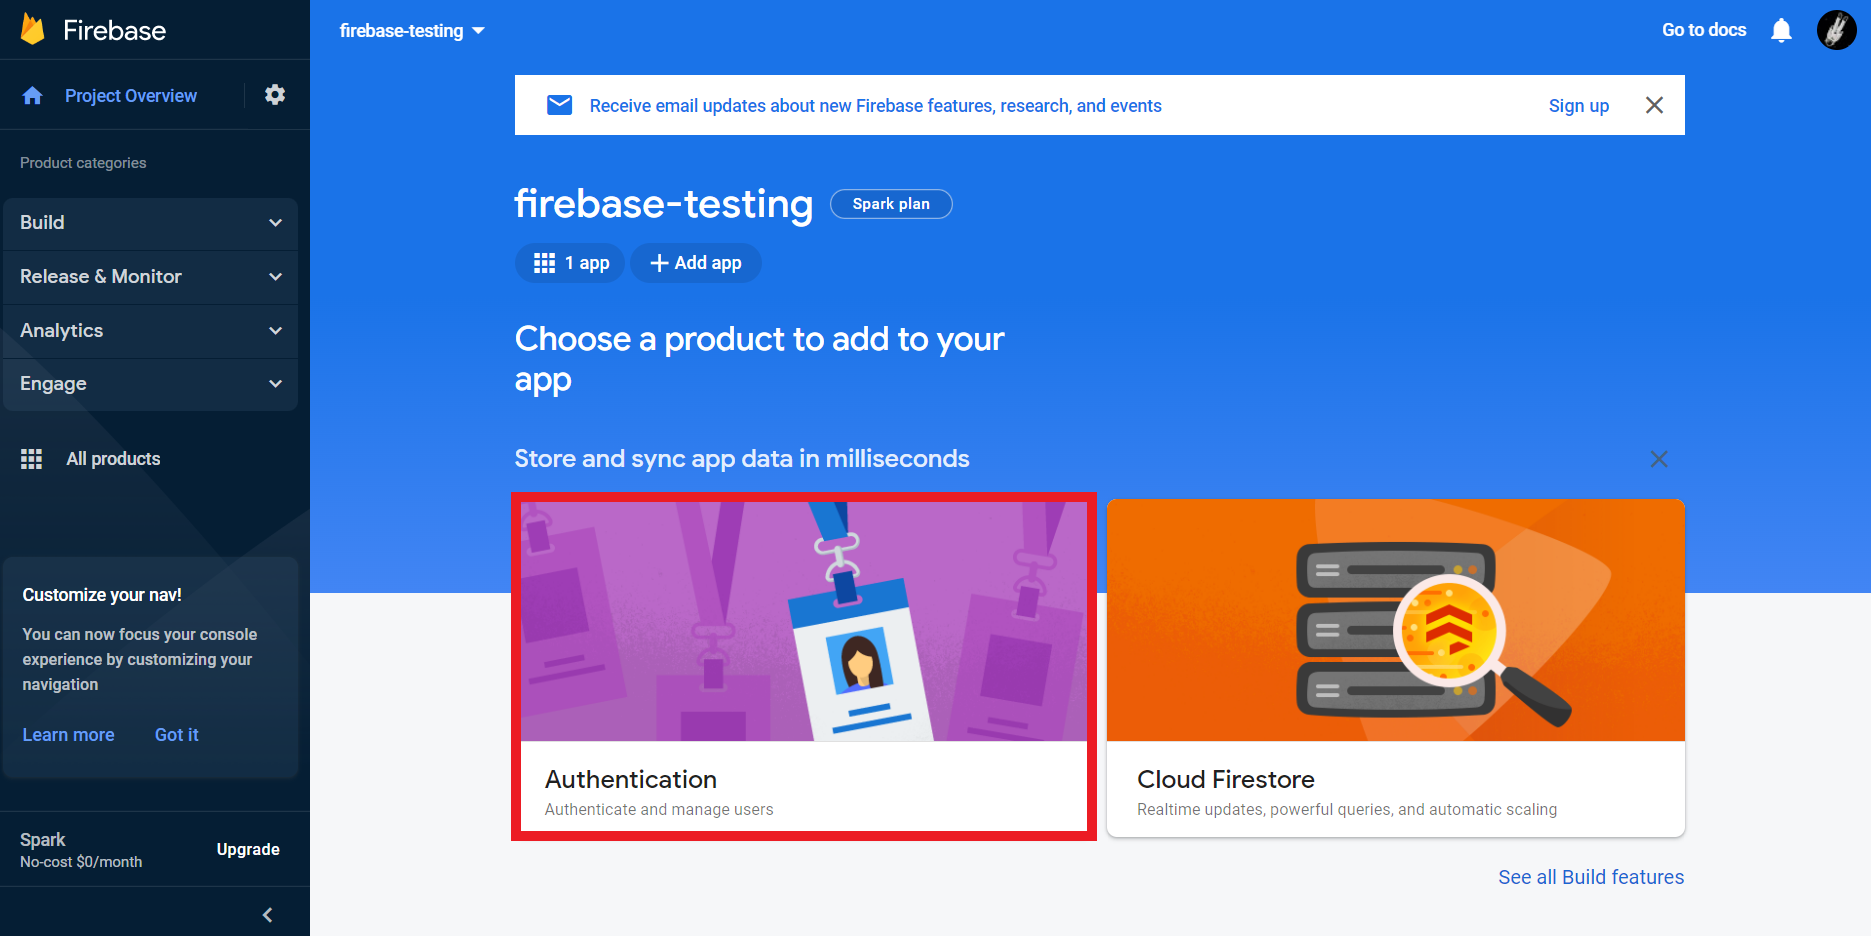 Firebase
firebase-testing
Go to docs
Project Overview
Receive email updates about new Firebase features, research, and events
Sign up
Product categories
Build
Release & Monitor
Analytics
Engage
All products
Customize your nav!
You can now focus your console
experience by customizing your
navigation
Learn more
Got it
Spark
No-cost $0/month
Upgrade
firebase-testing
Spark plan
1 app
Add app
Choose a product to add to your
app
Store and sync app data in milliseconds
Authentication
Authenticate and manage users
Cloud Firestore
Realtime updates, powerful queries, and automatic scaling
See all Build features